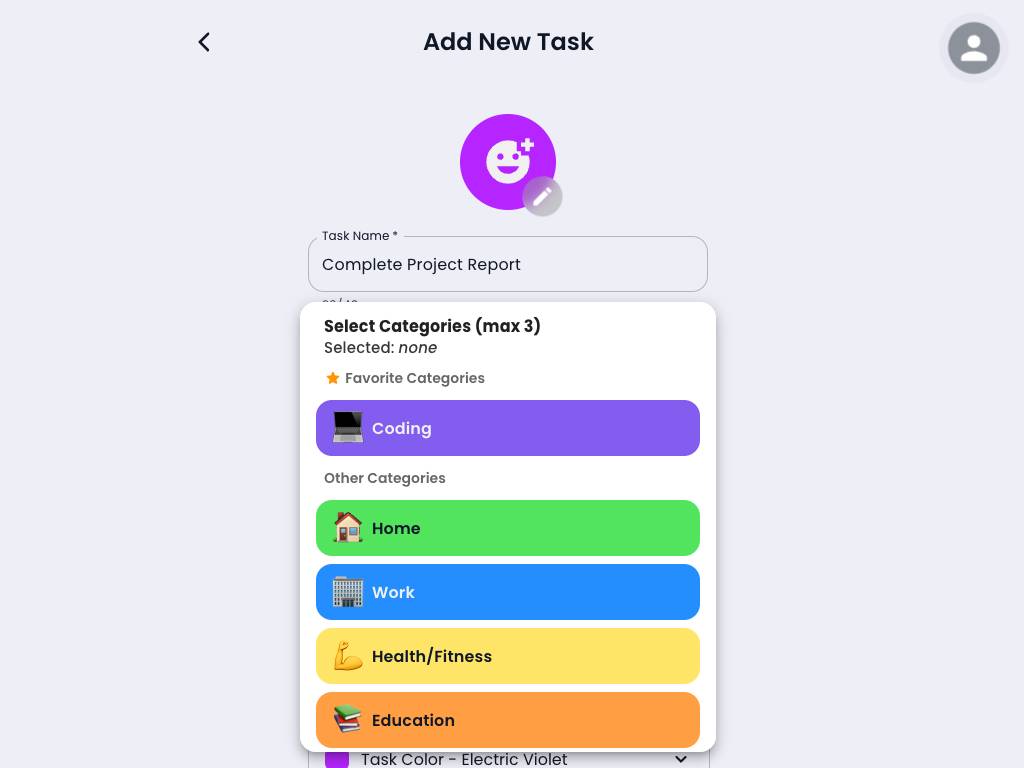 Add New Task
Task Name *
Complete Project Report
Select Categories (max 3)
Selected: none
Favorite Categories
Coding
Other Categories
Home
Work
Health/Fitness
Education
Task Color - Electric Violet